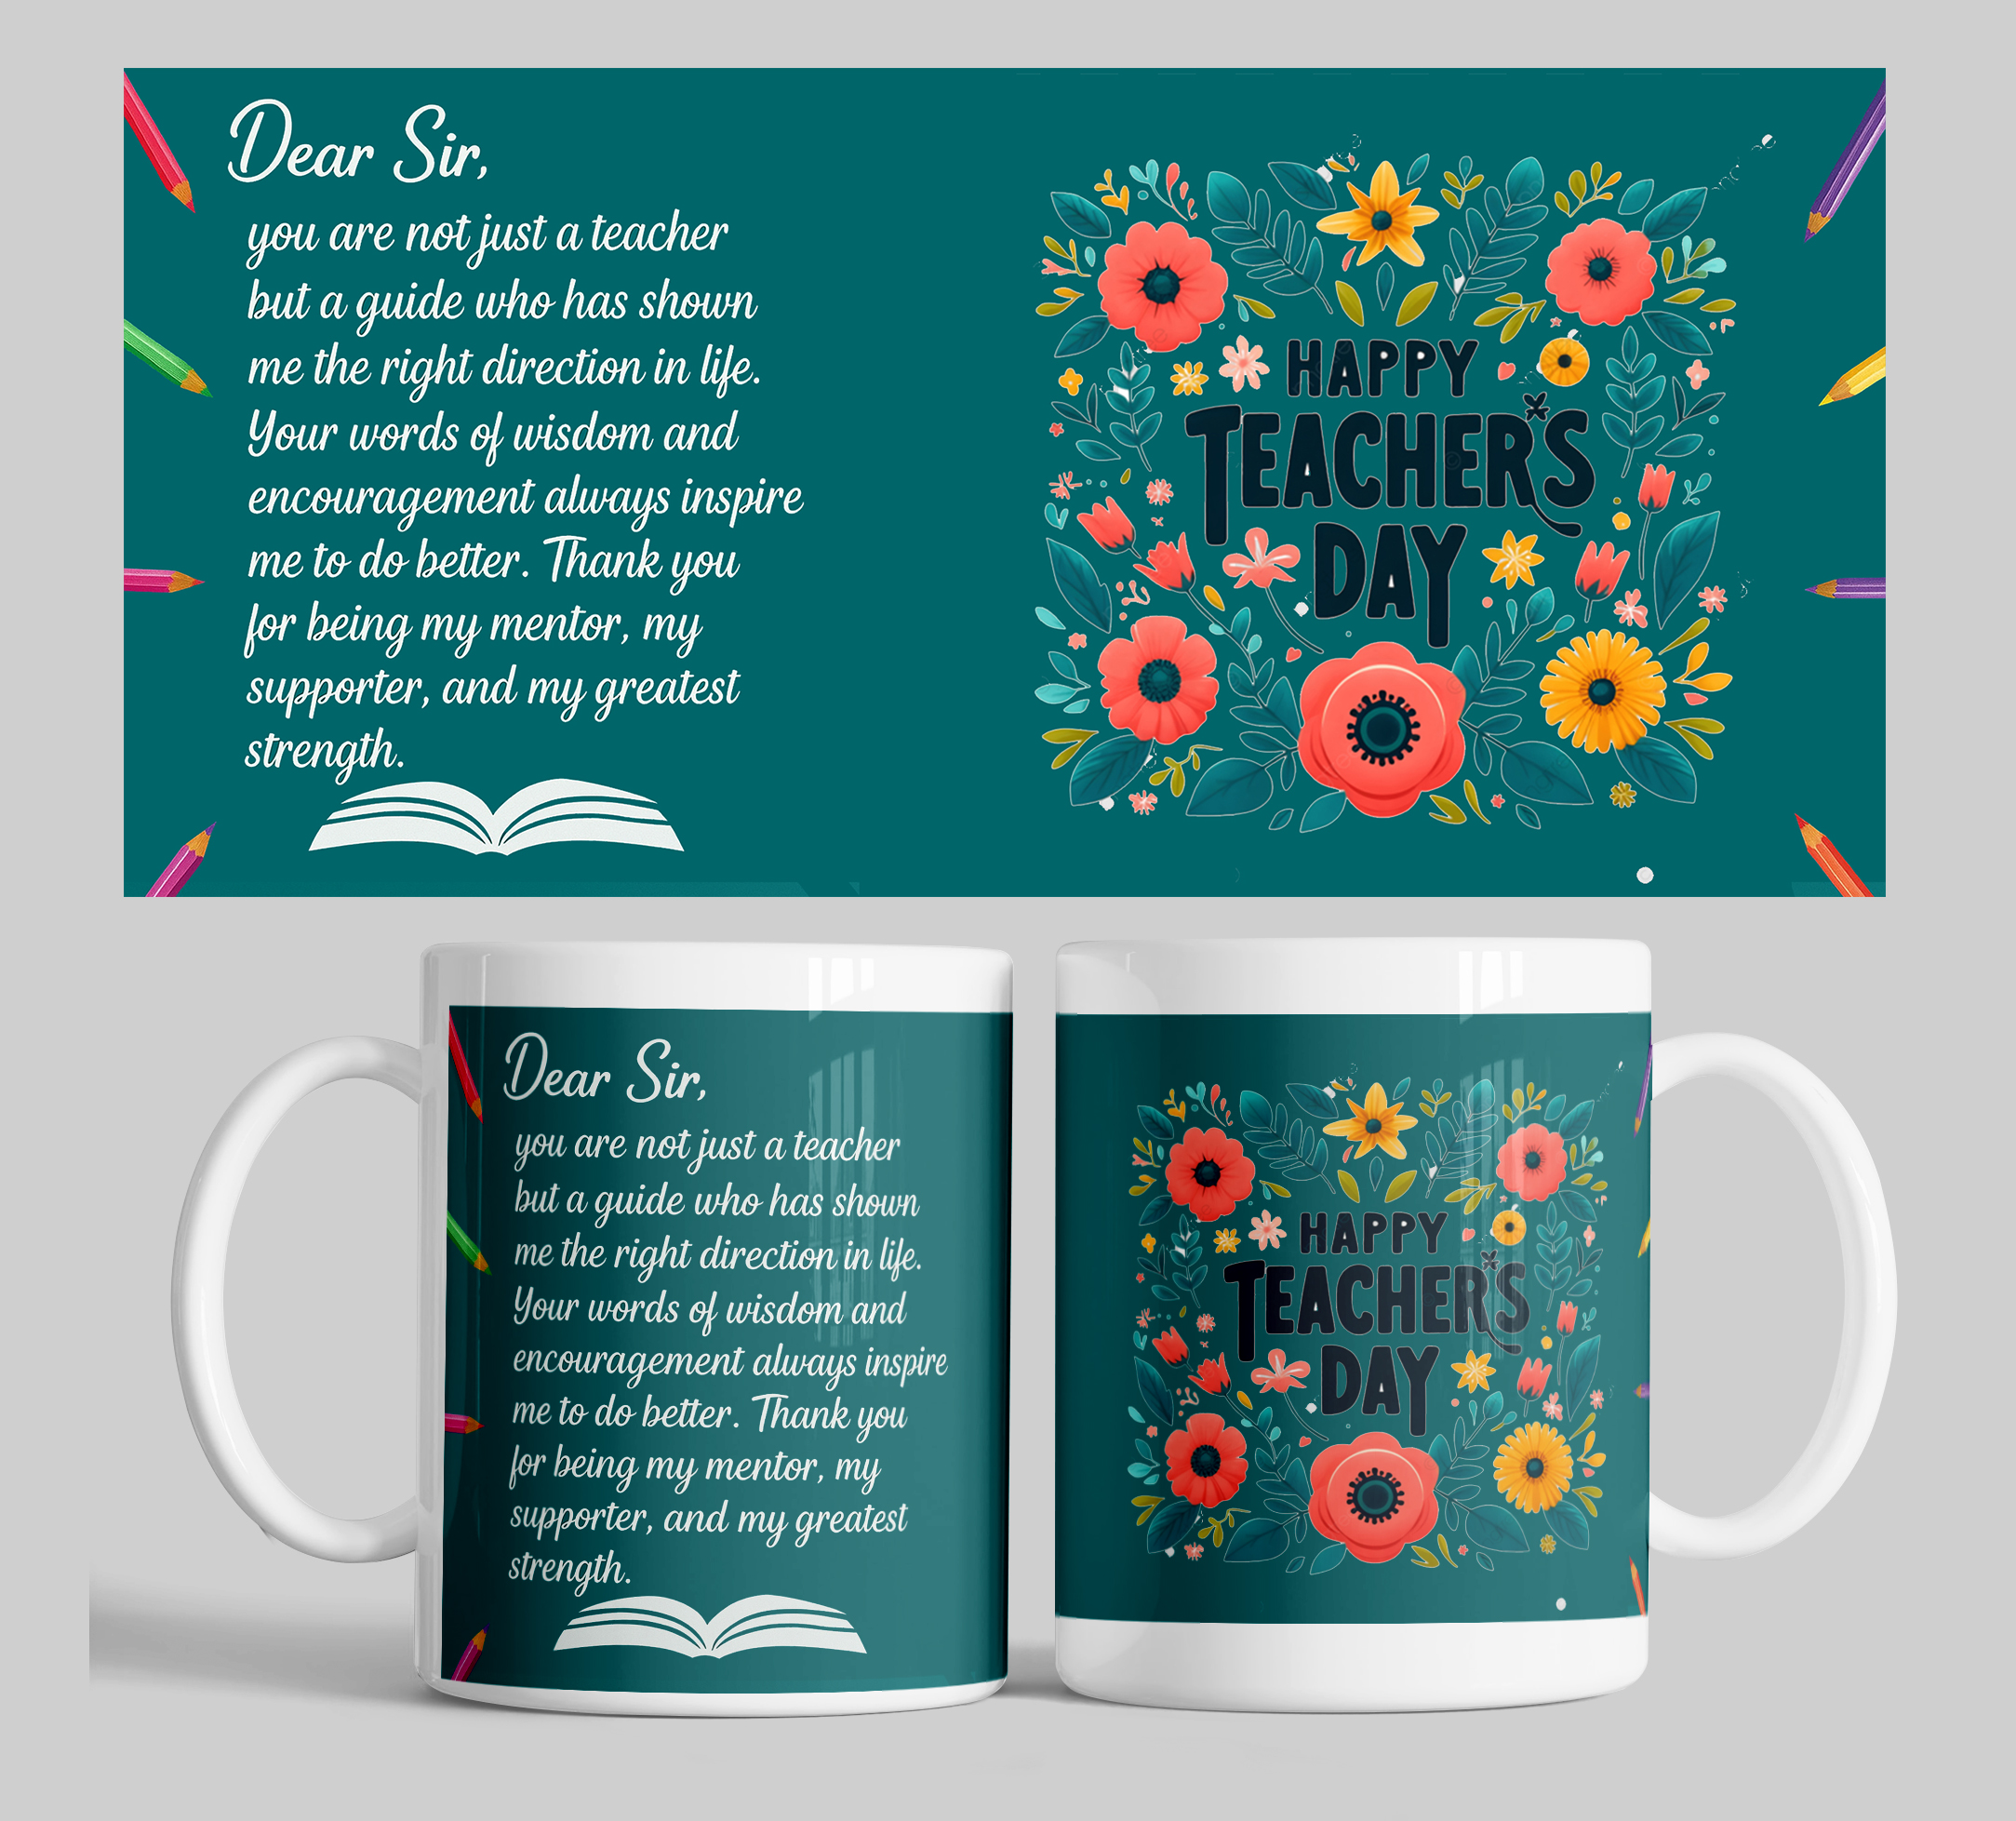 Dear Sir,
you are not just a teacher
but a guide who has shown
me the right direction in life.
Your words of wisdom and
encouragement always inspire
me to do better. Thank you
for being my mentor, my
supporter, and my greatest
strength.
HAPPY
TEACHER'S
DAY
Dear Sir,
you are not just a teacher
but a guide who has shown
me the right direction in life.
Your words of wisdom and
encouragement always inspire
me to do better. Thank you
for being my mentor, my
supporter, and my greatest
strength.
HAPPY
TEACHER'S
DAY